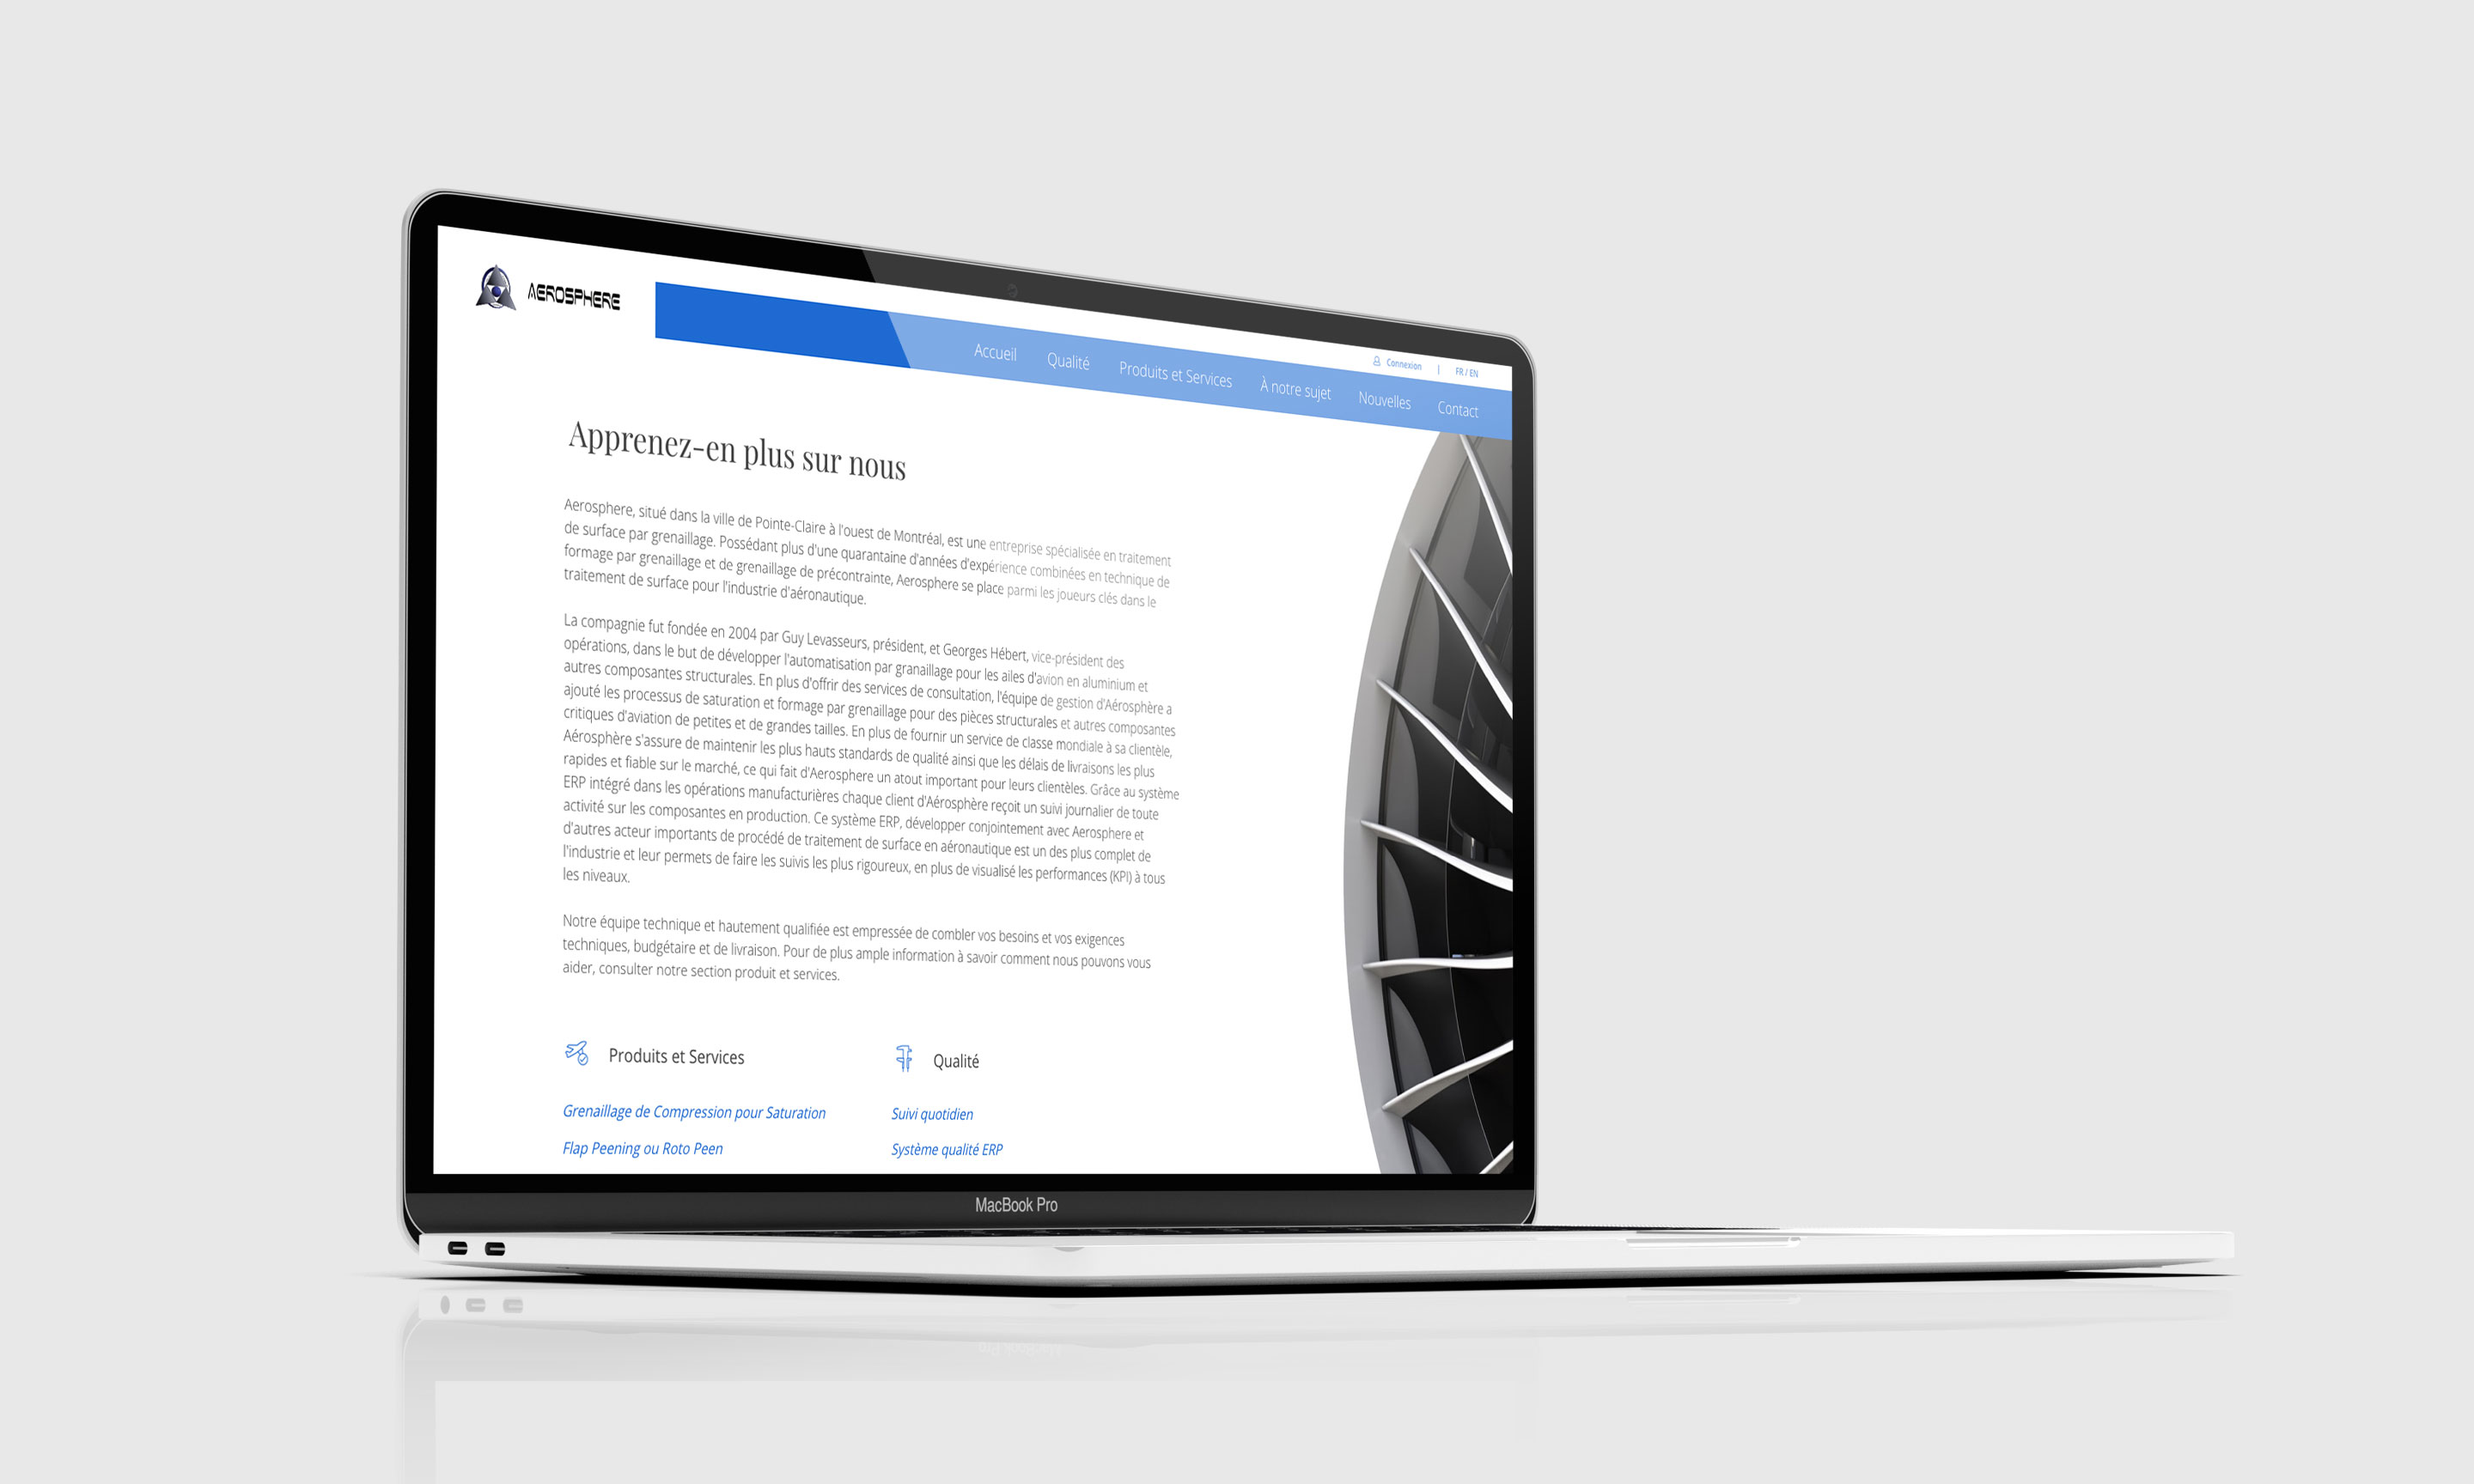 AEROSPHERE
Connexion | FR / EN
Accueil Qualité Produits et Services À notre sujet Nouvelles Contact
Apprenez-en plus sur nous
Aerosphere, situé dans la ville de Pointe-Claire à l'ouest de Montréal, est une entreprise spécialisée en traitement
de surface par grenaillage. Possédant plus d'une quarantaine d'années d'expérience combinées en technique de
formage par grenaillage et de grenaillage de précontrainte, Aerosphere se place parmi les joueurs clés dans le
traitement de surface pour l'industrie d'aéronautique.
La compagnie fut fondée en 2004 par Guy Levasseurs, président, et Georges Hébert, vice-président des
opérations, dans le but de développer l'automatisation par granaillage pour les ailes d'avion en aluminium et
autres composantes structurales. En plus d'offrir des services de consultation, l'équipe de gestion d'Aérosphère a
ajouté les processus de saturation et formage par grenaillage pour des pièces structurales et autres composantes
critiques d'aviation de petites et de grandes tailles. En plus de fournir un service de classe mondiale à sa clientèle,
Aérosphère s'assure de maintenir les plus hauts standards de qualité ainsi que les délais de livraisons les plus
rapides et fiable sur le marché, ce qui fait d'Aerosphere un atout important pour leurs clientèles. Grâce au système
ERP intégré dans les opérations manufacturières chaque client d'Aérosphère reçoit un suivi journalier de toute
activité sur les composantes en production. Ce système ERP, développer conjointement avec Aerosphere et
d'autres acteur importants de procédé de traitement de surface en aéronautique est un des plus complet de
l'industrie et leur permets de faire les suivis les plus rigoureux, en plus de visualisé les performances (KPI) à tous
les niveaux.
Notre équipe technique et hautement qualifiée est empressée de combler vos besoins et vos exigences
techniques, budgétaire et de livraison. Pour de plus ample information à savoir comment nous pouvons vous
aider, consulter notre section produit et services.
Produits et Services
Grenaillage de Compression pour Saturation
Flap Peening ou Roto Peen
Qualité
Suivi quotidien
Système qualité ERP
MacBook Pro